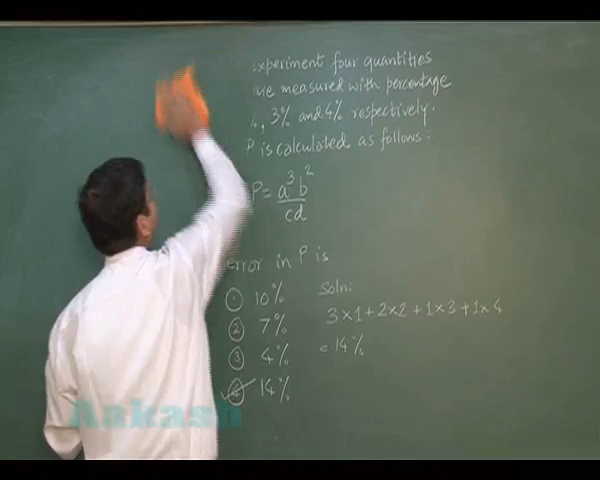 experiment four quantities
are measured with percentage
3% and 4% respectively.
P is calculated as follows:
P = a³b²
cd
error in P is
① 10%
② 7%
③ 4%
④ 14%
Soln:
3×1+2×2+1×3+1×4
= 14%
Aakash